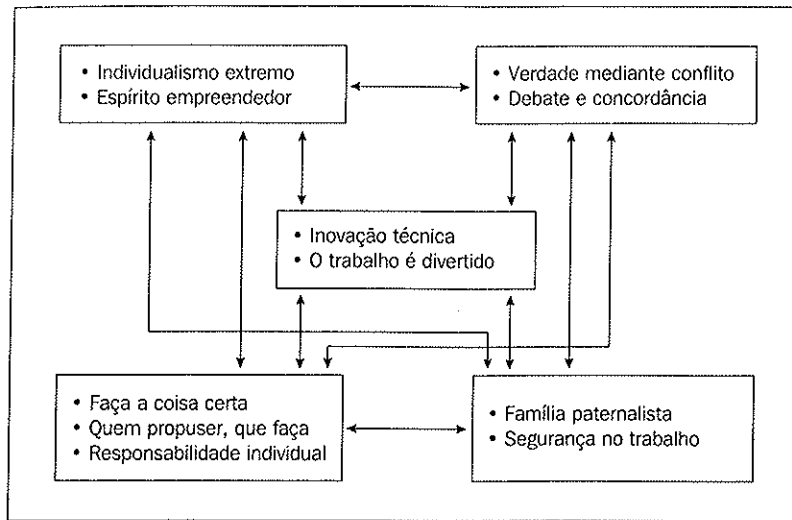 • Individualismo extremo
• Espírito empreendedor
• Verdade mediante conflito
• Debate e concordância
• Inovação técnica
• O trabalho é divertido
• Faça a coisa certa
• Quem propuser, que faça
• Responsabilidade individual
• Família paternalista
• Segurança no trabalho